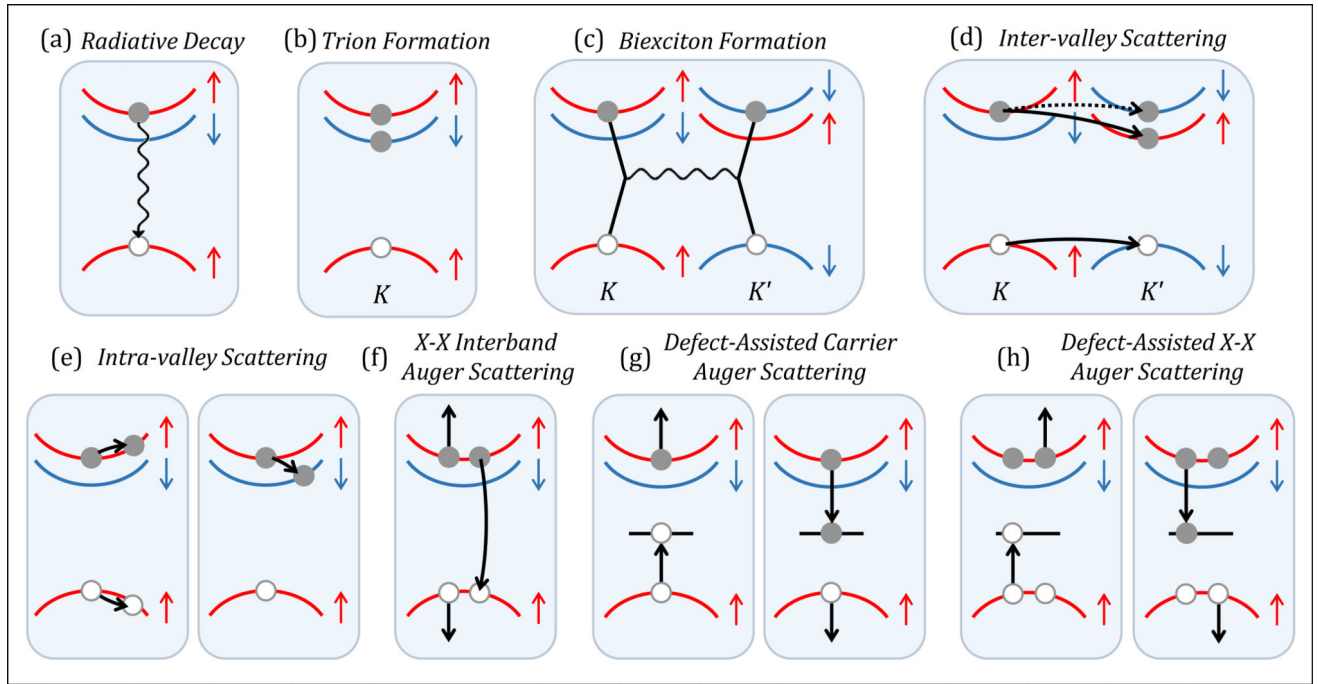 (a) Radiative Decay
(b) Trion Formation
K
(c) Biexciton Formation
K K'
(d) Inter-valley Scattering
K K'
(e) Intra-valley Scattering
(f) X-X Interband
Auger Scattering
(g) Defect-Assisted Carrier
Auger Scattering
(h) Defect-Assisted X-X
Auger Scattering